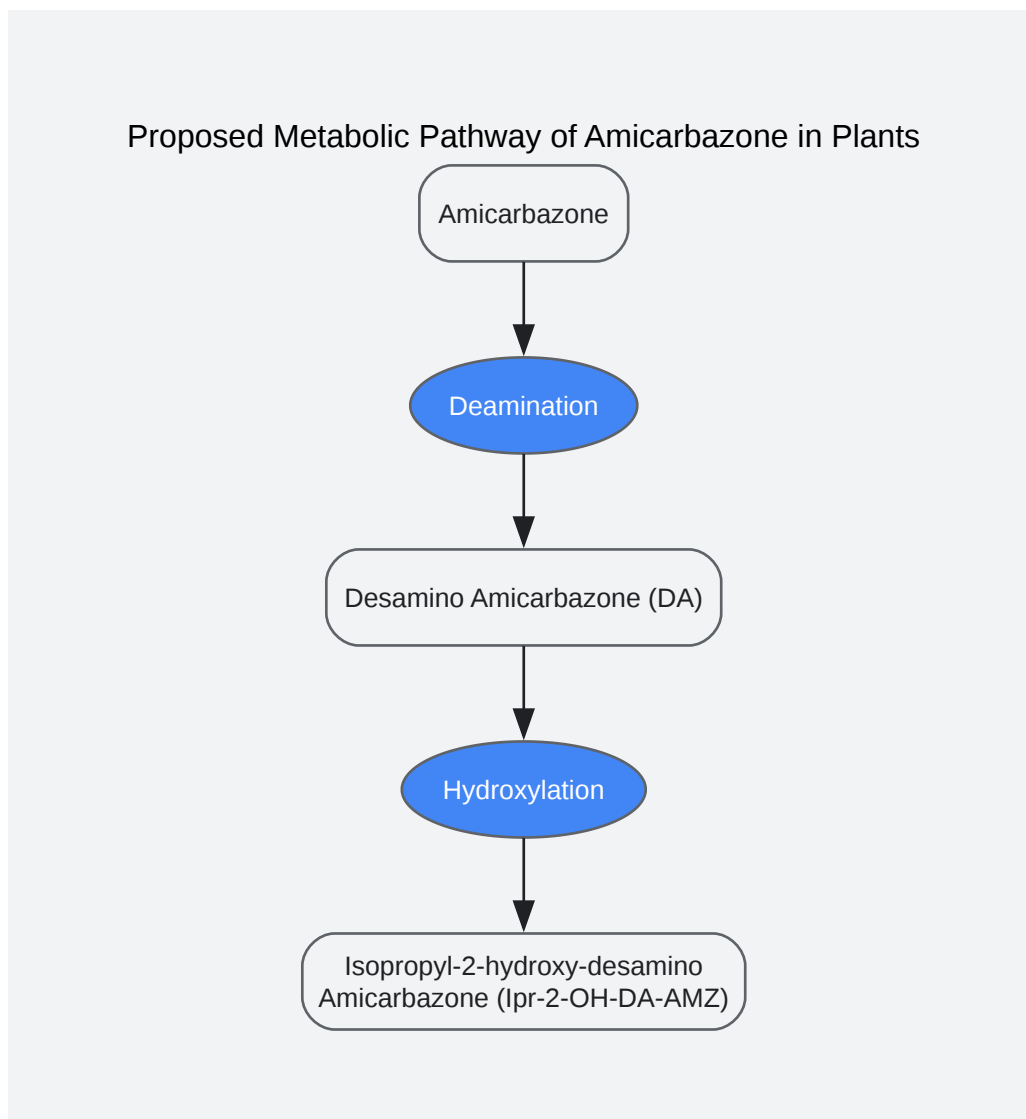 Proposed Metabolic Pathway of Amicarbazone in Plants
Amicarbazone
Deamination
Desamino Amicarbazone (DA)
Hydroxylation
Isopropyl-2-hydroxy-desamino
Amicarbazone (Ipr-2-OH-DA-AMZ)